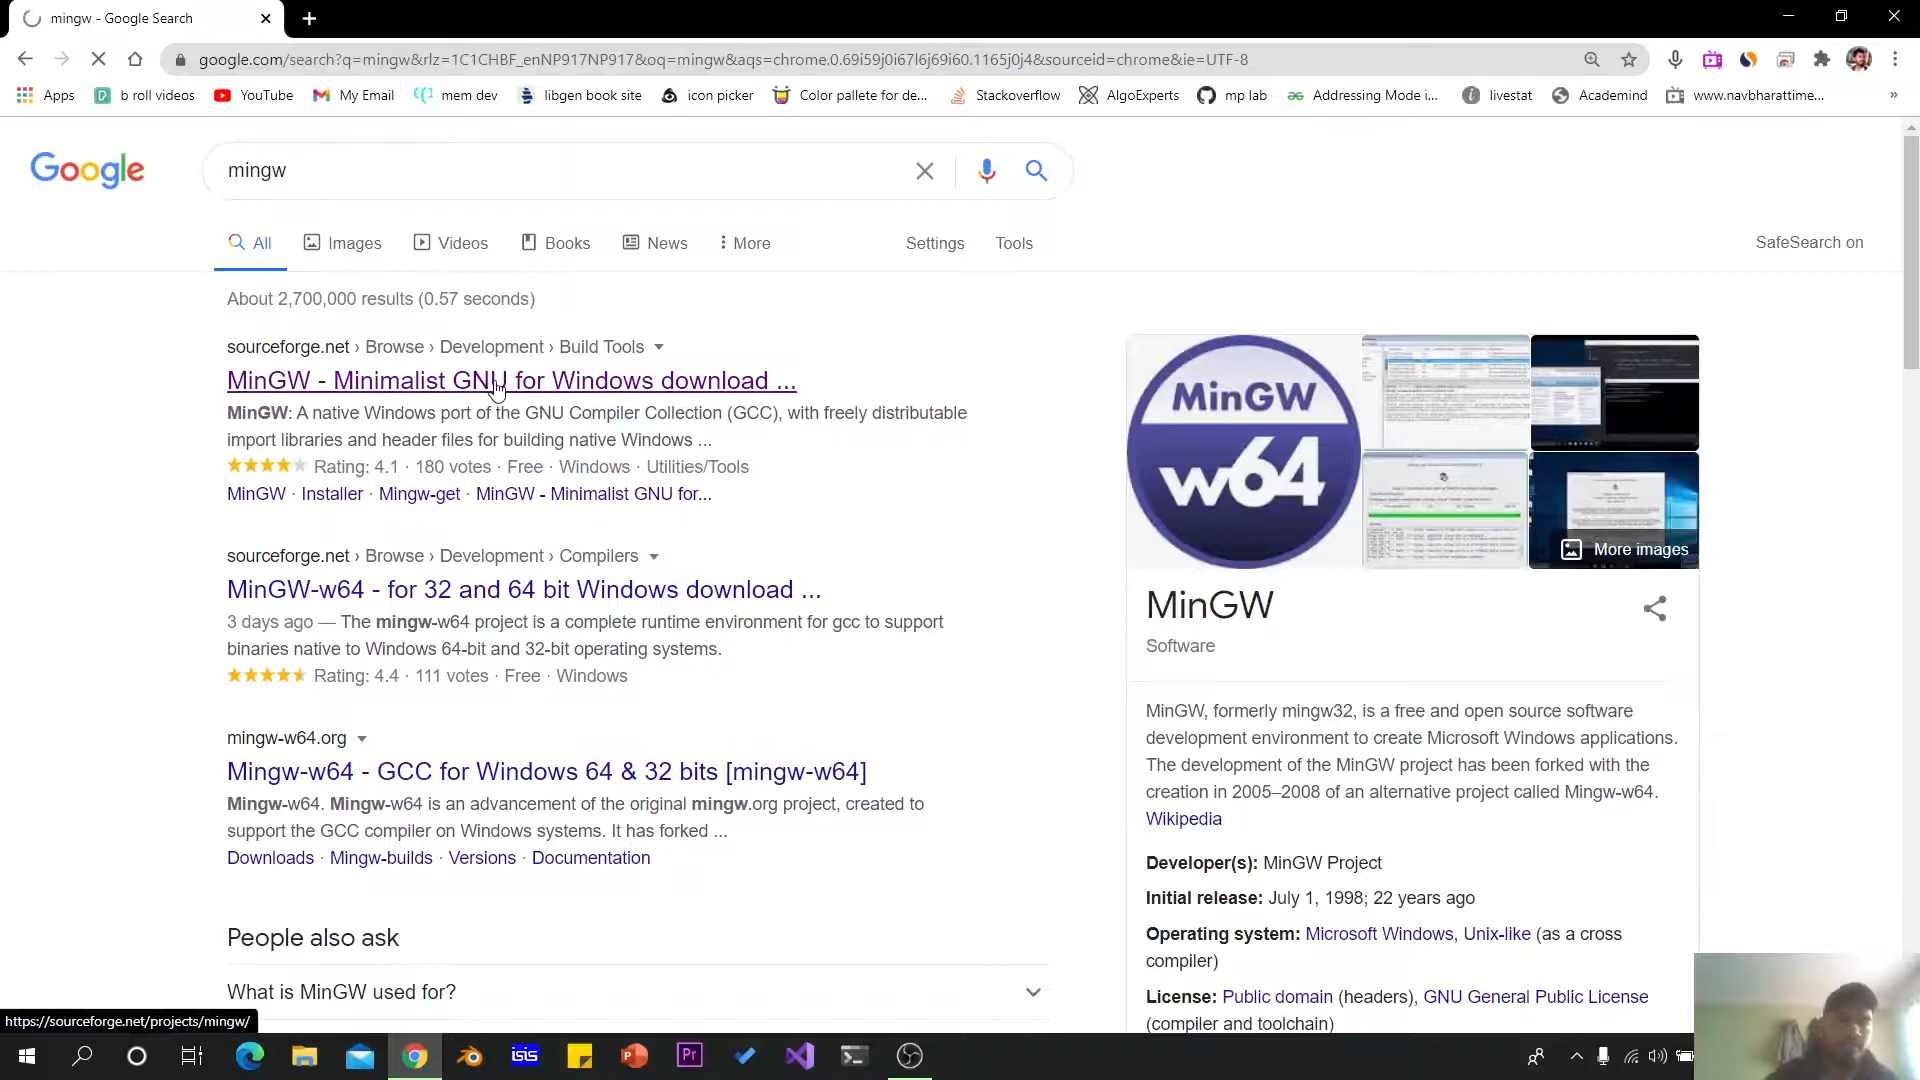 mingw - Google Search
google.com/search?q=mingw&rlz=1C1CHBF_enNP917NP917&oq=mingw&aqs=chrome.0.69i59j0i67l6j69i60.1165j0j4&sourceid=chrome&ie=UTF-8
Apps b roll videos YouTube My Email mem dev libgen book site icon picker Color pallete for de... Stackoverflow AlgoExperts mp lab Addressing Mode i... livestat Academind www.navbharattime... »
Google
mingw
All Images Videos Books News More Settings Tools SafeSearch on
About 2,700,000 results (0.57 seconds)
sourceforge.net › Browse › Development › Build Tools
MinGW - Minimalist GNU for Windows download ...
MinGW: A native Windows port of the GNU Compiler Collection (GCC), with freely distributable
import libraries and header files for building native Windows ...
Rating: 4.1 · 180 votes · Free · Windows · Utilities/Tools
MinGW · Installer · Mingw-get · MinGW - Minimalist GNU for...
sourceforge.net › Browse › Development › Compilers
MinGW-w64 - for 32 and 64 bit Windows download ...
3 days ago — The mingw-w64 project is a complete runtime environment for gcc to support
binaries native to Windows 64-bit and 32-bit operating systems.
Rating: 4.4 · 111 votes · Free · Windows
mingw-w64.org
Mingw-w64 - GCC for Windows 64 & 32 bits [mingw-w64]
Mingw-w64. Mingw-w64 is an advancement of the original mingw.org project, created to
support the GCC compiler on Windows systems. It has forked ...
Downloads · Mingw-builds · Versions · Documentation
People also ask
What is MinGW used for?
MinGW
w64
More images
MinGW
Software
MinGW, formerly mingw32, is a free and open source software
development environment to create Microsoft Windows applications.
The development of the MinGW project has been forked with the
creation in 2005–2008 of an alternative project called Mingw-w64.
Wikipedia
Developer(s): MinGW Project
Initial release: July 1, 1998; 22 years ago
Operating system: Microsoft Windows, Unix-like (as a cross
compiler)
License: Public domain (headers), GNU General Public License
(compiler and toolchain)
https://sourceforge.net/projects/mingw/
isis
Pr